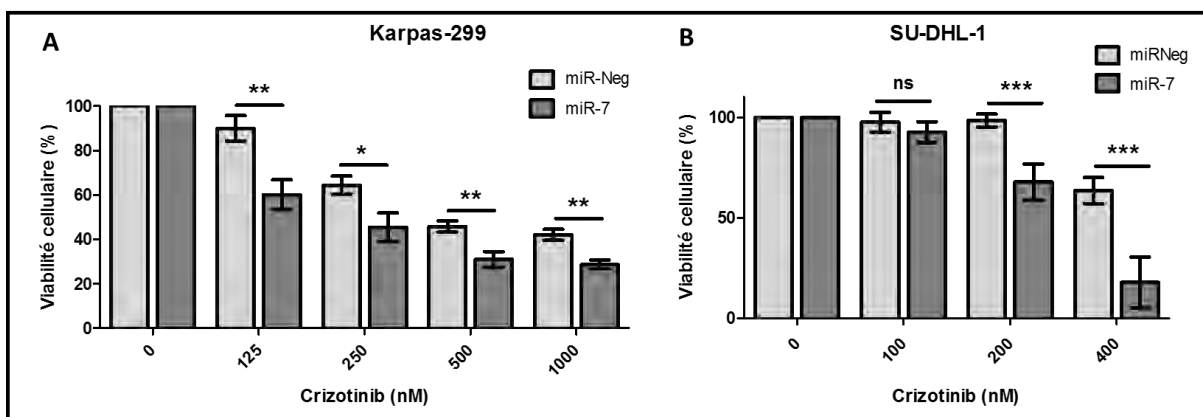 A
Karpas-299
miR-Neg
miR-7
Viabilité cellulaire (%)
100
80
60
40
20
0
**
*
**
**
0
125
250
500
1000
Crizotinib (nM)
B
SU-DHL-1
miRNeg
miR-7
Viabilité cellulaire (%)
100
50
0
ns
***
***
0
100
200
400
Crizotinib (nM)